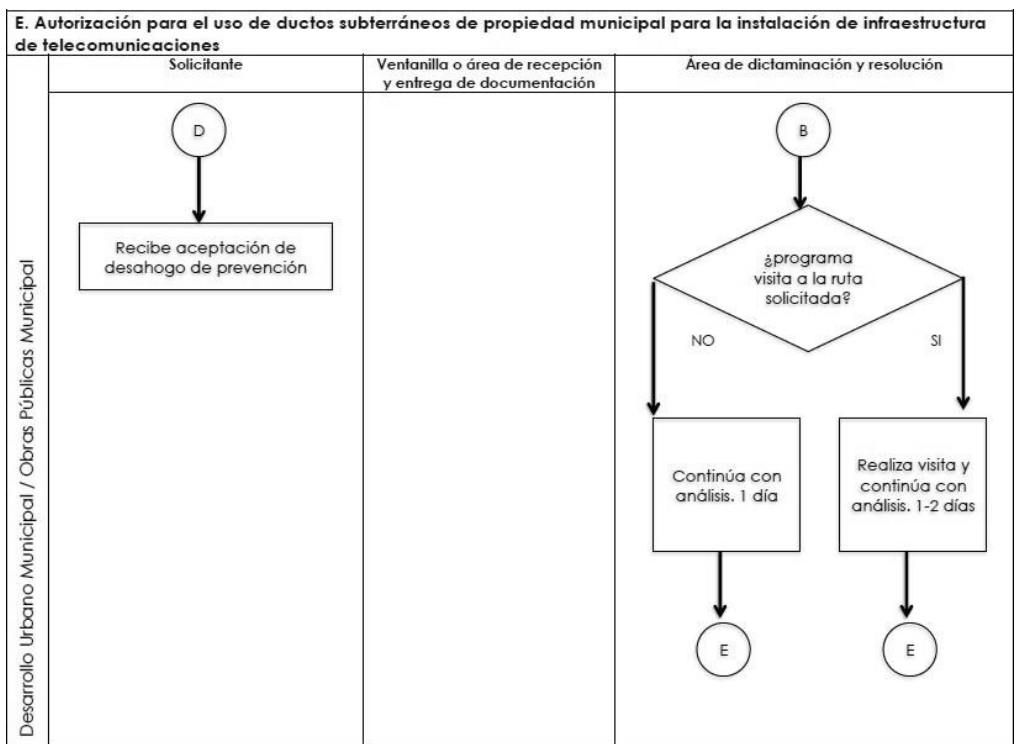 E. Autorización para el uso de ductos subterráneos de propiedad municipal para la instalación de infraestructura
de telecomunicaciones
Solicitante
Ventanilla o área de recepción
y entrega de documentación
Área de dictaminación y resolución
Desarrollo Urbano Municipal / Obras Públicas Municipal
D
Recibe aceptación de
desahogo de prevención
B
¿programa
visita a la ruta
solicitada?
NO
SI
Continúa con
análisis. 1 día
Realiza visita y
continúa con
análisis. 1-2 días
E
E